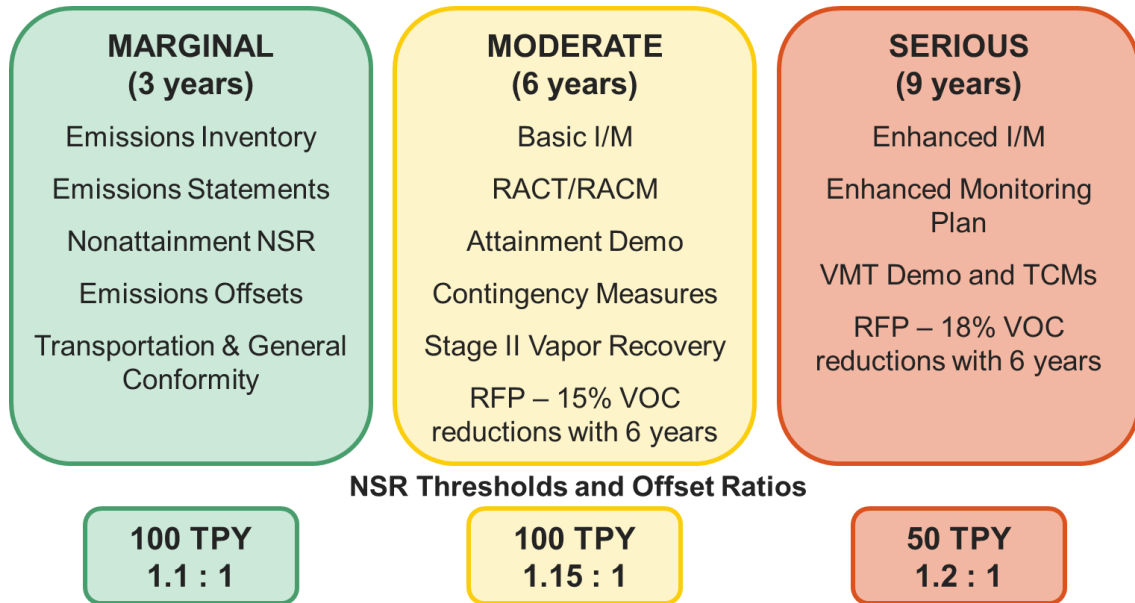 MARGINAL
(3 years)
Emissions Inventory
Emissions Statements
Nonattainment NSR
Emissions Offsets
Transportation & General
Conformity
MODERATE
(6 years)
Basic I/M
RACT/RACM
Attainment Demo
Contingency Measures
Stage II Vapor Recovery
RFP – 15% VOC
reductions with 6 years
SERIOUS
(9 years)
Enhanced I/M
Enhanced Monitoring
Plan
VMT Demo and TCMs
RFP – 18% VOC
reductions with 6 years
NSR Thresholds and Offset Ratios
100 TPY
1.1 : 1
100 TPY
1.15 : 1
50 TPY
1.2 : 1